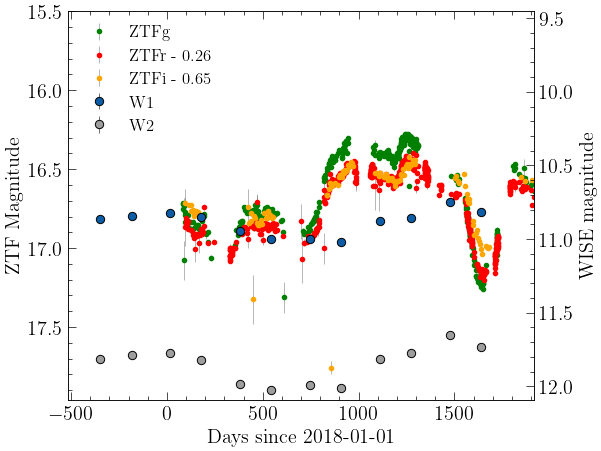 15.5
16.0
16.5
17.0
17.5
ZTF Magnitude
ZTFg
ZTFr - 0.26
ZTFi - 0.65
W1
W2
9.5
10.0
10.5
11.0
11.5
12.0
WISE magnitude
−500
0
500
1000
1500
Days since 2018-01-01